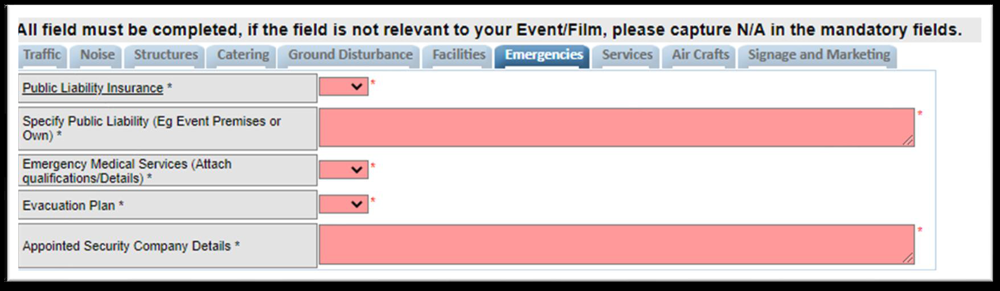 All field must be completed, if the field is not relevant to your Event/Film, please capture N/A in the mandatory fields.
Traffic Noise Structures Catering Ground Disturbance Facilities Emergencies Services Air Crafts Signage and Marketing
Public Liability Insurance * *
Specify Public Liability (Eg Event Premises or *
Own) *
Emergency Medical Services (Attach *
qualifications/Details) *
Evacuation Plan * *
Appointed Security Company Details * *